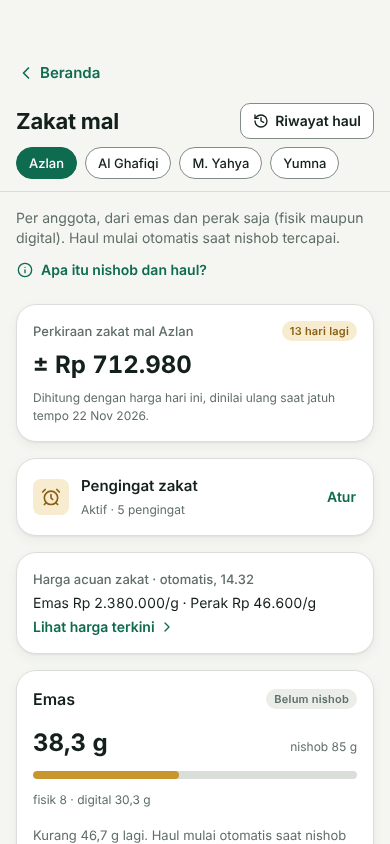 Beranda
Zakat mal
Riwayat haul
Azlan
Al Ghafiqi
M. Yahya
Yumna
Per anggota, dari emas dan perak saja (fisik maupun
digital). Haul mulai otomatis saat nishob tercapai.
Apa itu nishob dan haul?
Perkiraan zakat mal Azlan
13 hari lagi
± Rp 712.980
Dihitung dengan harga hari ini, dinilai ulang saat jatuh
tempo 22 Nov 2026.
Pengingat zakat
Aktif · 5 pengingat
Atur
Harga acuan zakat · otomatis, 14.32
Emas Rp 2.380.000/g · Perak Rp 46.600/g
Lihat harga terkini
Emas
Belum nishob
38,3 g
nishob 85 g
fisik 8 · digital 30,3 g
Kurang 46,7 g lagi. Haul mulai otomatis saat nishob